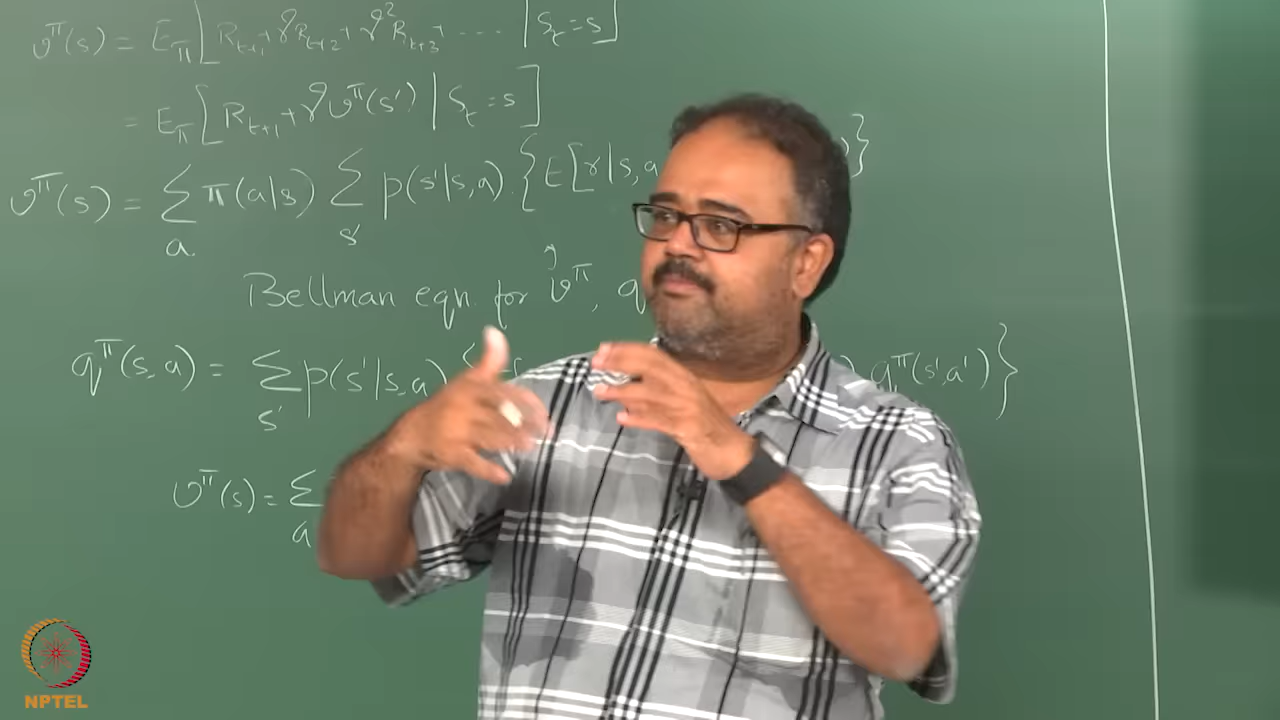 v^π(s) = E_π[R_{t+1} + γR_{t+2} + γ²R_{t+3} + ... | S_t = s]
= E_π[R_{t+1} + γv^π(s') | S_t = s]
v^π(s) = Σ_a π(a|s) Σ_{s'} p(s'|s,a) {E[r|s,a )}
Bellman eqn. for v^π, q
q^π(s,a) = Σ_{s'} p(s'|s,a) { q^π(s',a')}
v^π(s) = Σ_a
NPTEL